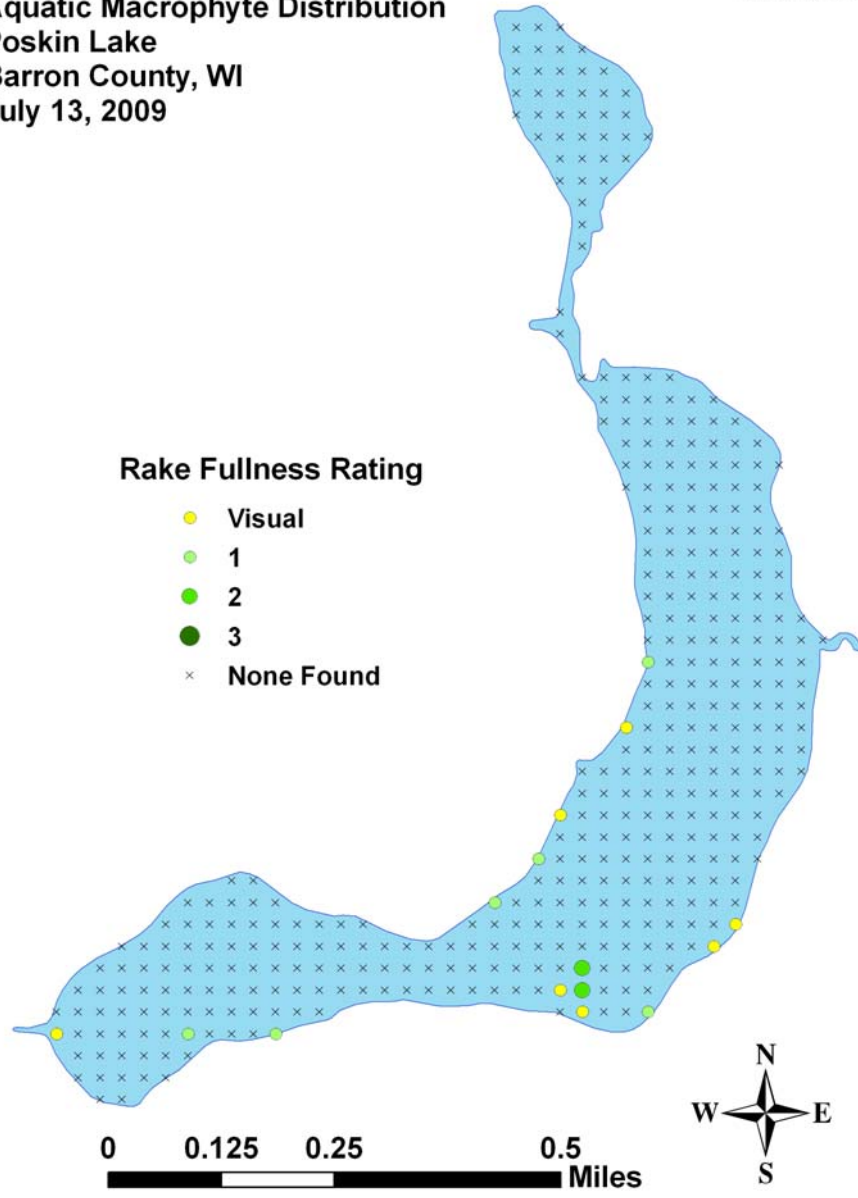 Aquatic Macrophyte Distribution
Poskin Lake
Barron County, WI
July 13, 2009
Rake Fullness Rating
Visual
1
2
3
None Found
N
W E
S
0 0.125 0.25 0.5
Miles